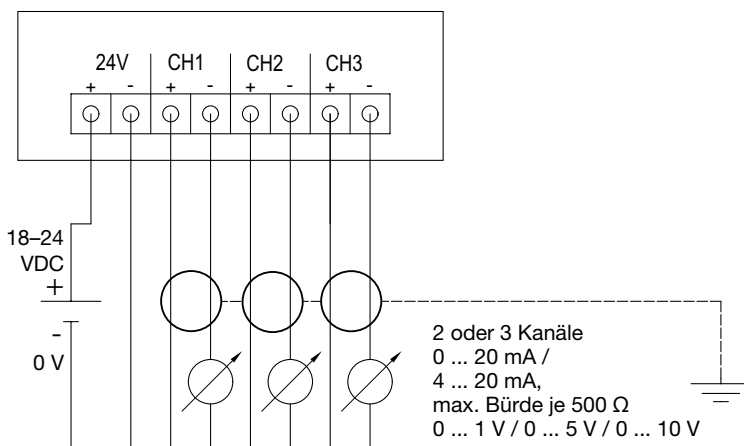 24V CH1 CH2 CH3
+ - + - + - + -
18–24
VDC
+
-
0 V
2 oder 3 Kanäle
0 ... 20 mA /
4 ... 20 mA,
max. Bürde je 500 Ω
0 ... 1 V / 0 ... 5 V / 0 ... 10 V